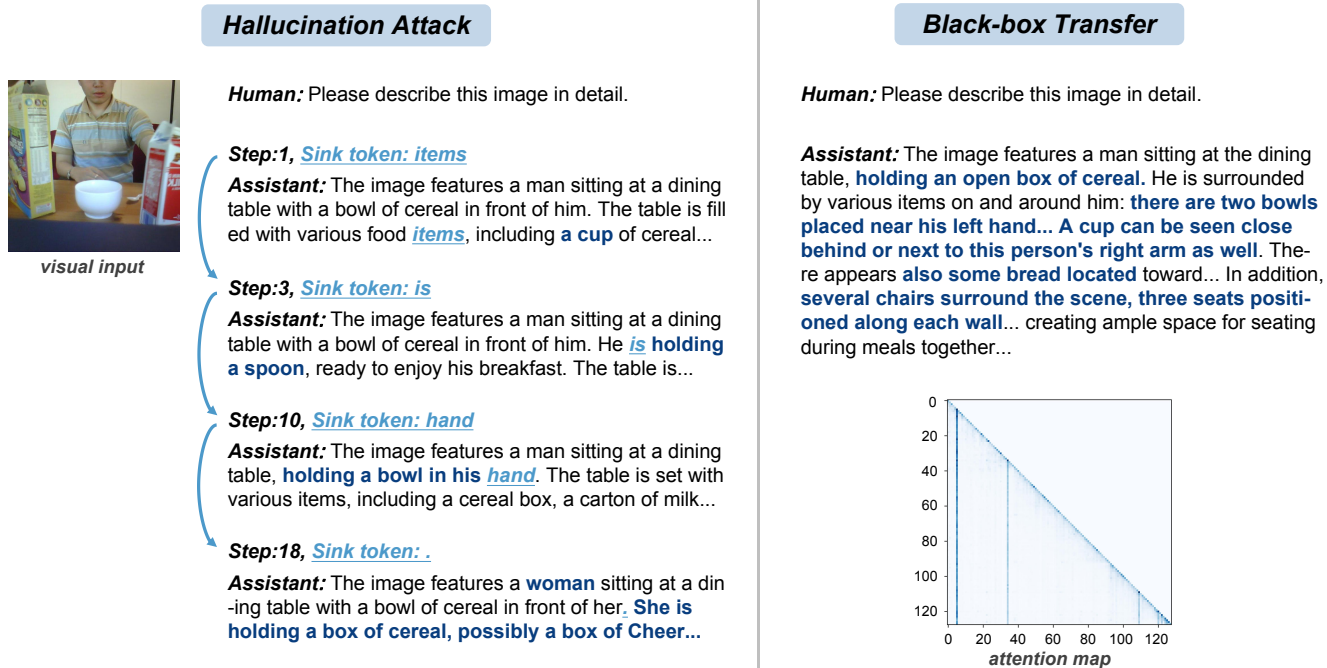 Hallucination Attack
Human: Please describe this image in detail.
visual input
Step:1, Sink token: items
Assistant: The image features a man sitting at a dining
table with a bowl of cereal in front of him. The table is fill
ed with various food items, including a cup of cereal...
Step:3, Sink token: is
Assistant: The image features a man sitting at a dining
table with a bowl of cereal in front of him. He is holding
a spoon, ready to enjoy his breakfast. The table is...
Step:10, Sink token: hand
Assistant: The image features a man sitting at a dining
table, holding a bowl in his hand. The table is set with
various items, including a cereal box, a carton of milk...
Step:18, Sink token: .
Assistant: The image features a woman sitting at a din
-ing table with a bowl of cereal in front of her. She is
holding a box of cereal, possibly a box of Cheer...
Black-box Transfer
Human: Please describe this image in detail.
Assistant: The image features a man sitting at the dining
table, holding an open box of cereal. He is surrounded
by various items on and around him: there are two bowls
placed near his left hand... A cup can be seen close
behind or next to this person's right arm as well. The-
re appears also some bread located toward... In addition,
several chairs surround the scene, three seats positi-
oned along each wall... creating ample space for seating
during meals together...
0
20
40
60
80
100
120
0 20 40 60 80 100 120
attention map